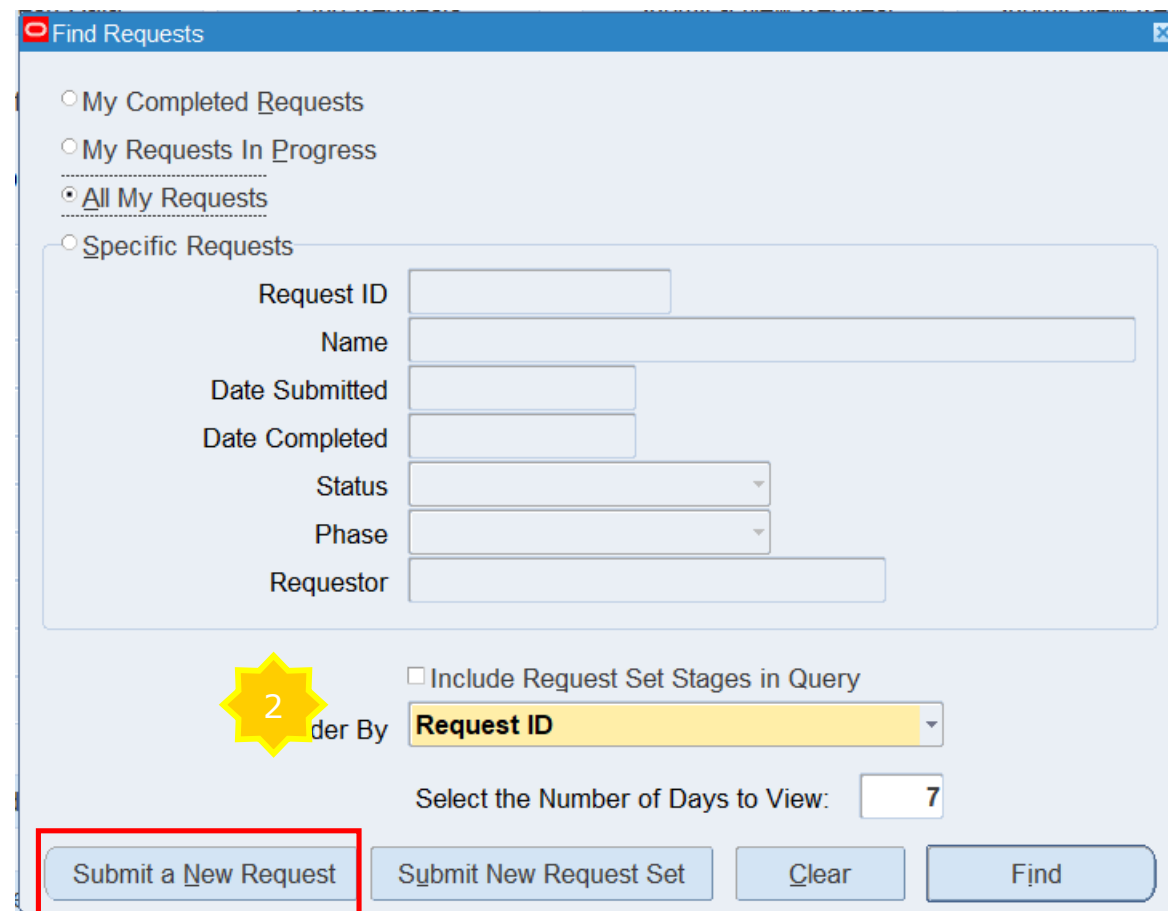 Find Requests
My Completed Requests
My Requests In Progress
All My Requests
Specific Requests
Request ID
Name
Date Submitted
Date Completed
Status
Phase
Requestor
Include Request Set Stages in Query
2
der By Request ID
Select the Number of Days to View: 7
Submit a New Request Submit New Request Set Clear Find